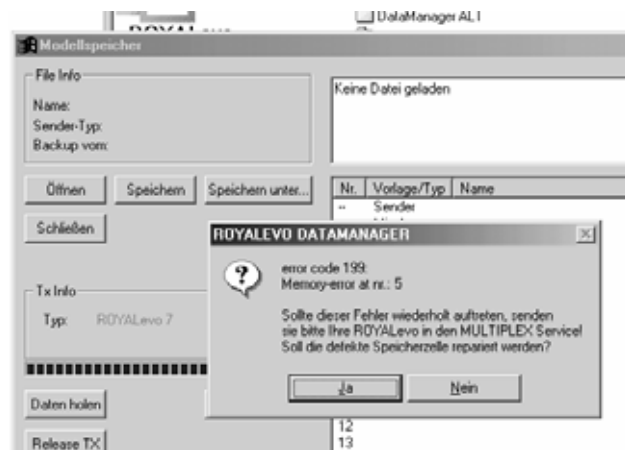 DataManager ALT
Modellspeicher
File Info
Name:
Sender-Typ:
Backup vom:
Keine Datei geladen
Öffnen
Speichern
Speichern unter...
Schließen
Nr.
Vorlage/Typ
Name
--
Sender
ROYALEVO DATAMANAGER
error code 199:
Memory-error at nr.: 5
Sollte dieser Fehler wiederholt auftreten, senden
sie bitte Ihre ROYALevo in den MULTIPLEX Service!
Soll die defekte Speicherzelle repariert werden?
Ja
Nein
Tx Info
Typ:
ROYALevo 7
Daten holen
Release TX
12
13